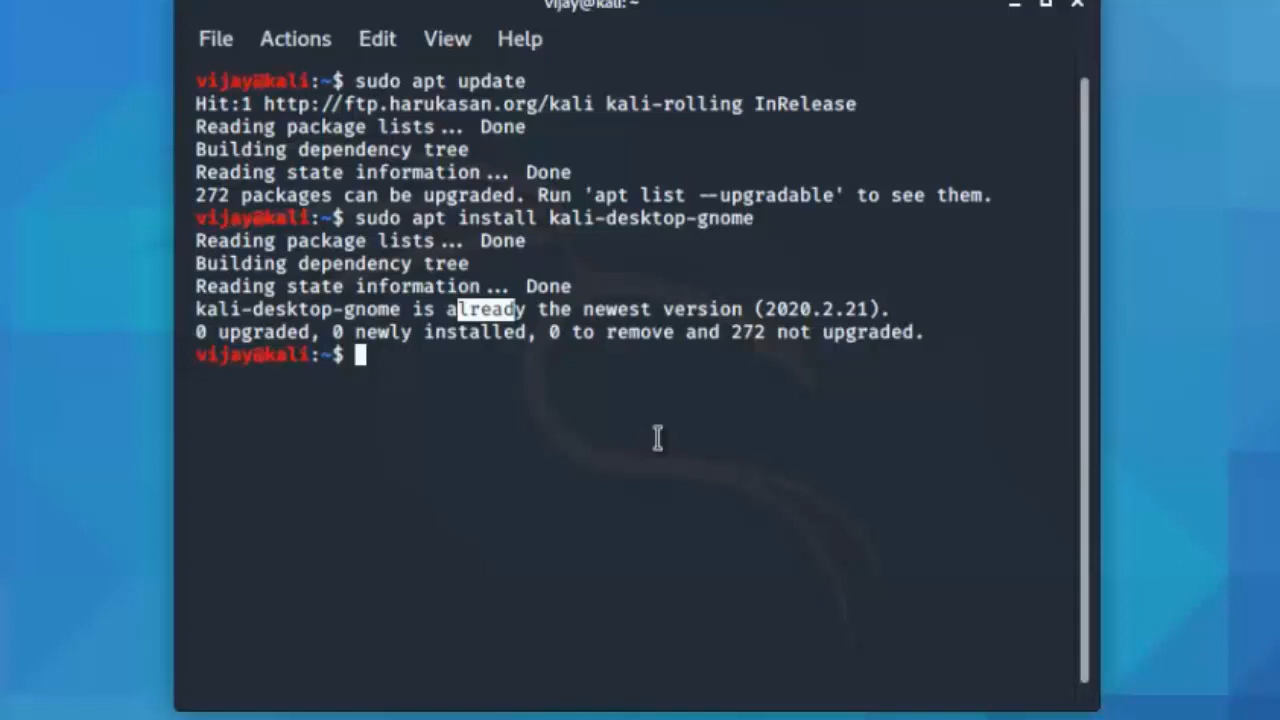 vijay@kali: ~
File Actions Edit View Help
vijay@kali:~$ sudo apt update
Hit:1 http://ftp.harukasan.org/kali kali-rolling InRelease
Reading package lists... Done
Building dependency tree
Reading state information... Done
272 packages can be upgraded. Run 'apt list --upgradable' to see them.
vijay@kali:~$ sudo apt install kali-desktop-gnome
Reading package lists... Done
Building dependency tree
Reading state information... Done
kali-desktop-gnome is already the newest version (2020.2.21).
0 upgraded, 0 newly installed, 0 to remove and 272 not upgraded.
vijay@kali:~$